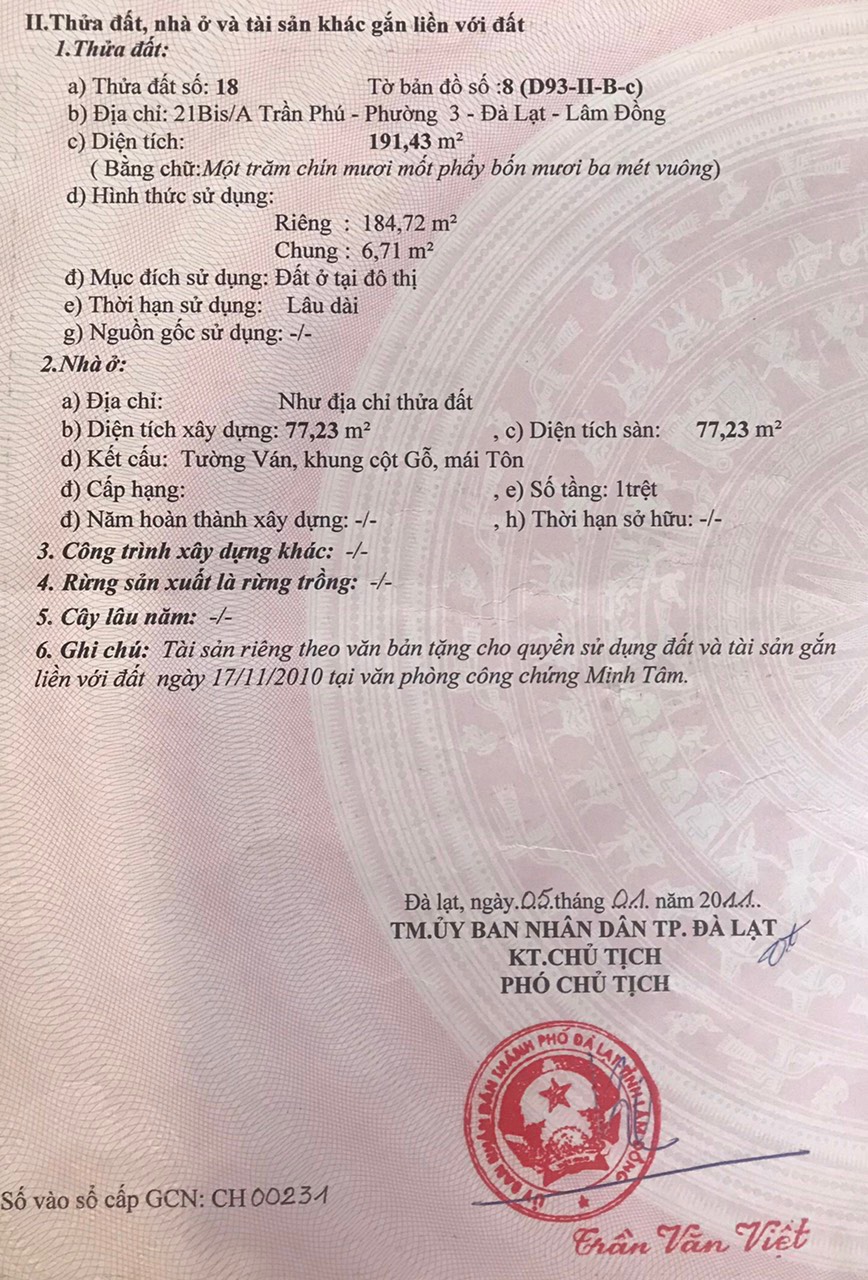 II.Thửa đất, nhà ở và tài sản khác gắn liền với đất
1.Thửa đất:
a) Thửa đất số: 18 Tờ bản đồ số :8 (D93-II-B-c)
b) Địa chỉ: 21Bis/A Trần Phú - Phường 3 - Đà Lạt - Lâm Đồng
c) Diện tích: 191,43 m²
( Bằng chữ:Một trăm chín mươi mốt phẩy bốn mươi ba mét vuông)
d) Hình thức sử dụng:
Riêng : 184,72 m²
Chung : 6,71 m²
đ) Mục đích sử dụng: Đất ở tại đô thị
e) Thời hạn sử dụng: Lâu dài
g) Nguồn gốc sử dụng: -/-
2.Nhà ở:
a) Địa chỉ: Như địa chỉ thửa đất
b) Diện tích xây dựng: 77,23 m² , c) Diện tích sàn: 77,23 m²
d) Kết cấu: Tường Ván, khung cột Gỗ, mái Tôn
đ) Cấp hạng: , e) Số tầng: 1trệt
đ) Năm hoàn thành xây dựng: -/- , h) Thời hạn sở hữu: -/-
3. Công trình xây dựng khác: -/-
4. Rừng sản xuất là rừng trồng: -/-
5. Cây lâu năm: -/-
6. Ghi chú: Tài sản riêng theo văn bản tặng cho quyền sử dụng đất và tài sản gắn
liền với đất ngày 17/11/2010 tại văn phòng công chứng Minh Tâm.
Đà lạt, ngày.05.tháng 01. năm 2011..
TM.ỦY BAN NHÂN DÂN TP. ĐÀ LẠT
KT.CHỦ TỊCH
PHÓ CHỦ TỊCH
ỦY BAN NHÂN DÂN THÀNH PHỐ ĐÀ LẠT TỈNH LÂM ĐỒNG
Số vào sổ cấp GCN: CH 00231
Trần Văn Việt